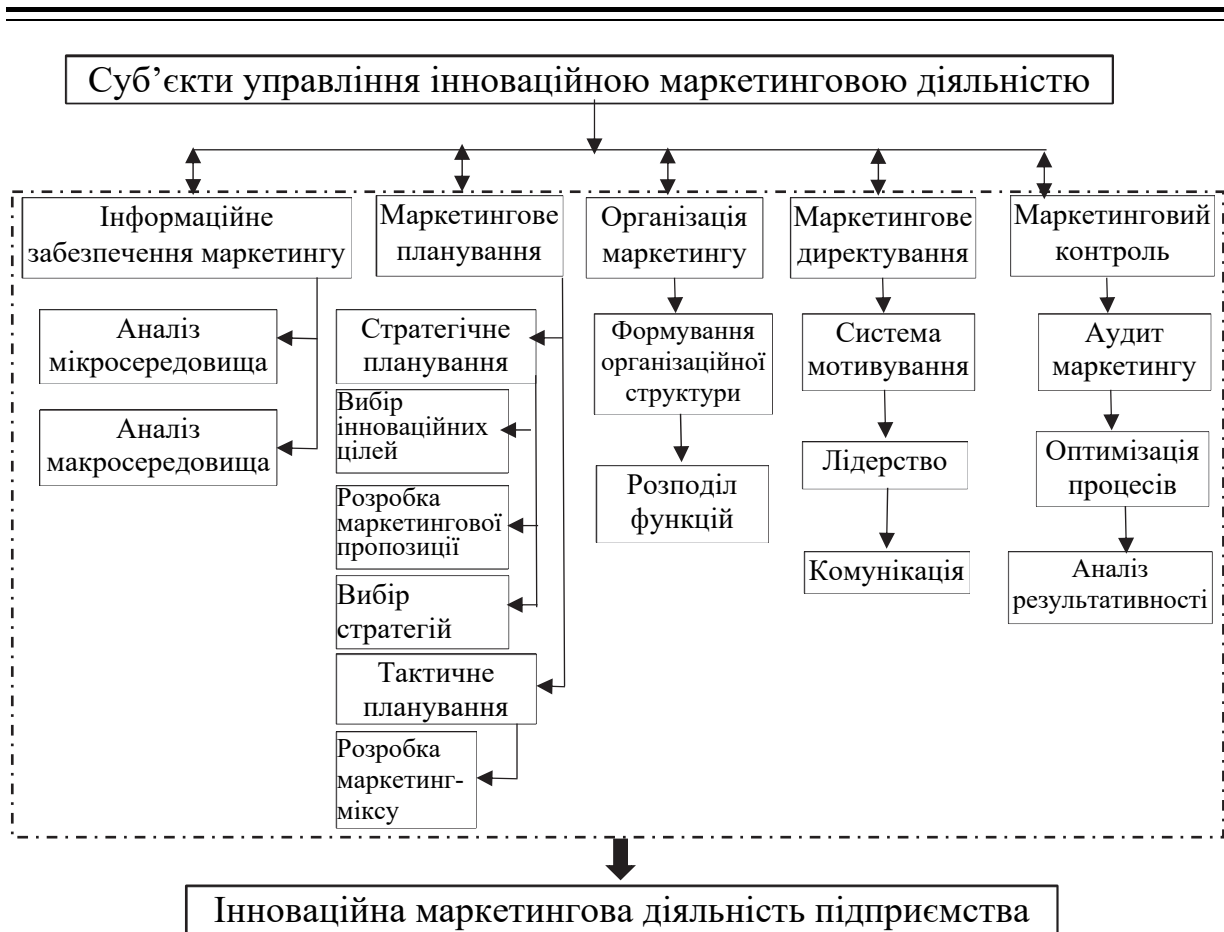 Суб’єкти управління інноваційною маркетинговою діяльністю
Інформаційне
забезпечення маркетингу
Аналіз
мікросередовища
Аналіз
макросередовища
Маркетингове
планування
Стратегічне
планування
Вибір
інноваційних
цілей
Розробка
маркетингової
пропозиції
Вибір
стратегій
Тактичне
планування
Розробка
маркетинг-
міксу
Організація
маркетингу
Формування
організаційної
структури
Розподіл
функцій
Маркетингове
директування
Система
мотивування
Лідерство
Комунікація
Маркетинговий
контроль
Аудит
маркетингу
Оптимізація
процесів
Аналіз
результативності
Інноваційна маркетингова діяльність підприємства